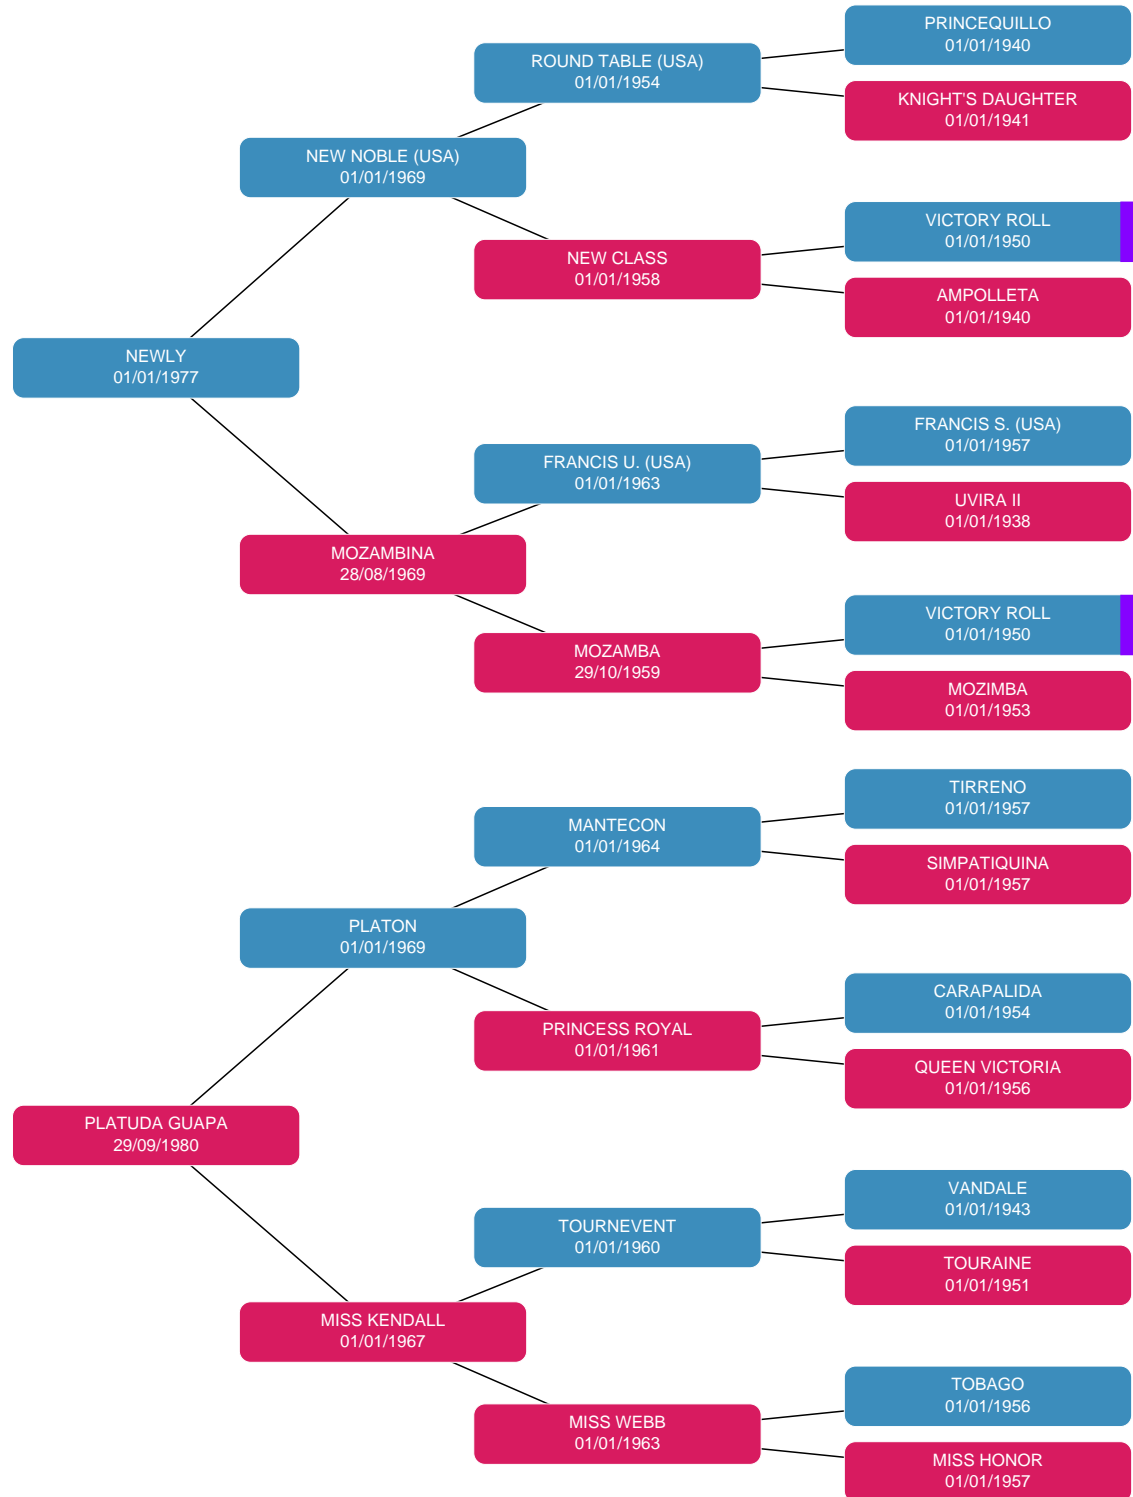 PRINCEQUILLO
01/01/1940
ROUND TABLE (USA)
01/01/1954
KNIGHT'S DAUGHTER
01/01/1941
NEW NOBLE (USA)
01/01/1969
VICTORY ROLL
01/01/1950
NEW CLASS
01/01/1958
AMPOLLETA
01/01/1940
NEWLY
01/01/1977
FRANCIS S. (USA)
01/01/1957
FRANCIS U. (USA)
01/01/1963
UVIRA II
01/01/1938
MOZAMBINA
28/08/1969
VICTORY ROLL
01/01/1950
MOZAMBA
29/10/1959
MOZIMBA
01/01/1953
TIRRENO
01/01/1957
MANTECON
01/01/1964
SIMPATIQUINA
01/01/1957
PLATON
01/01/1969
CARAPALIDA
01/01/1954
PRINCESS ROYAL
01/01/1961
QUEEN VICTORIA
01/01/1956
PLATUDA GUAPA
29/09/1980
VANDALE
01/01/1943
TOURNEVENT
01/01/1960
TOURAINE
01/01/1951
MISS KENDALL
01/01/1967
TOBAGO
01/01/1956
MISS WEBB
01/01/1963
MISS HONOR
01/01/1957